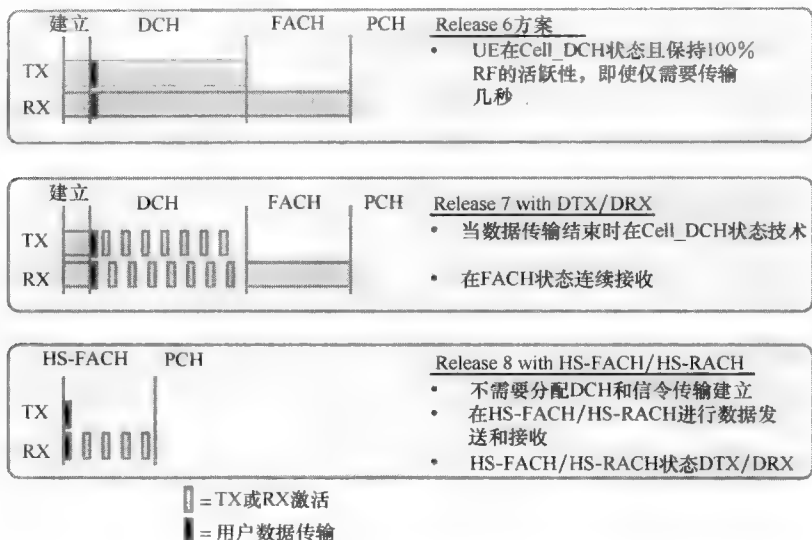 建立 DCH FACH PCH
TX
RX
Release 6方案
• UE在Cell_DCH状态且保持100%
RF的活跃性，即使仅需要传输
几秒
建立 DCH FACH PCH
TX
RX
Release 7 with DTX/DRX
• 当数据传输结束时在Cell_DCH状态技术
• 在FACH状态连续接收
HS-FACH PCH
TX
RX
Release 8 with HS-FACH/HS-RACH
• 不需要分配DCH和信令传输建立
• 在HS-FACH/HS-RACH进行数据发
送和接收
• HS-FACH/HS-RACH状态DTX/DRX
=TX或RX激活
=用户数据传输